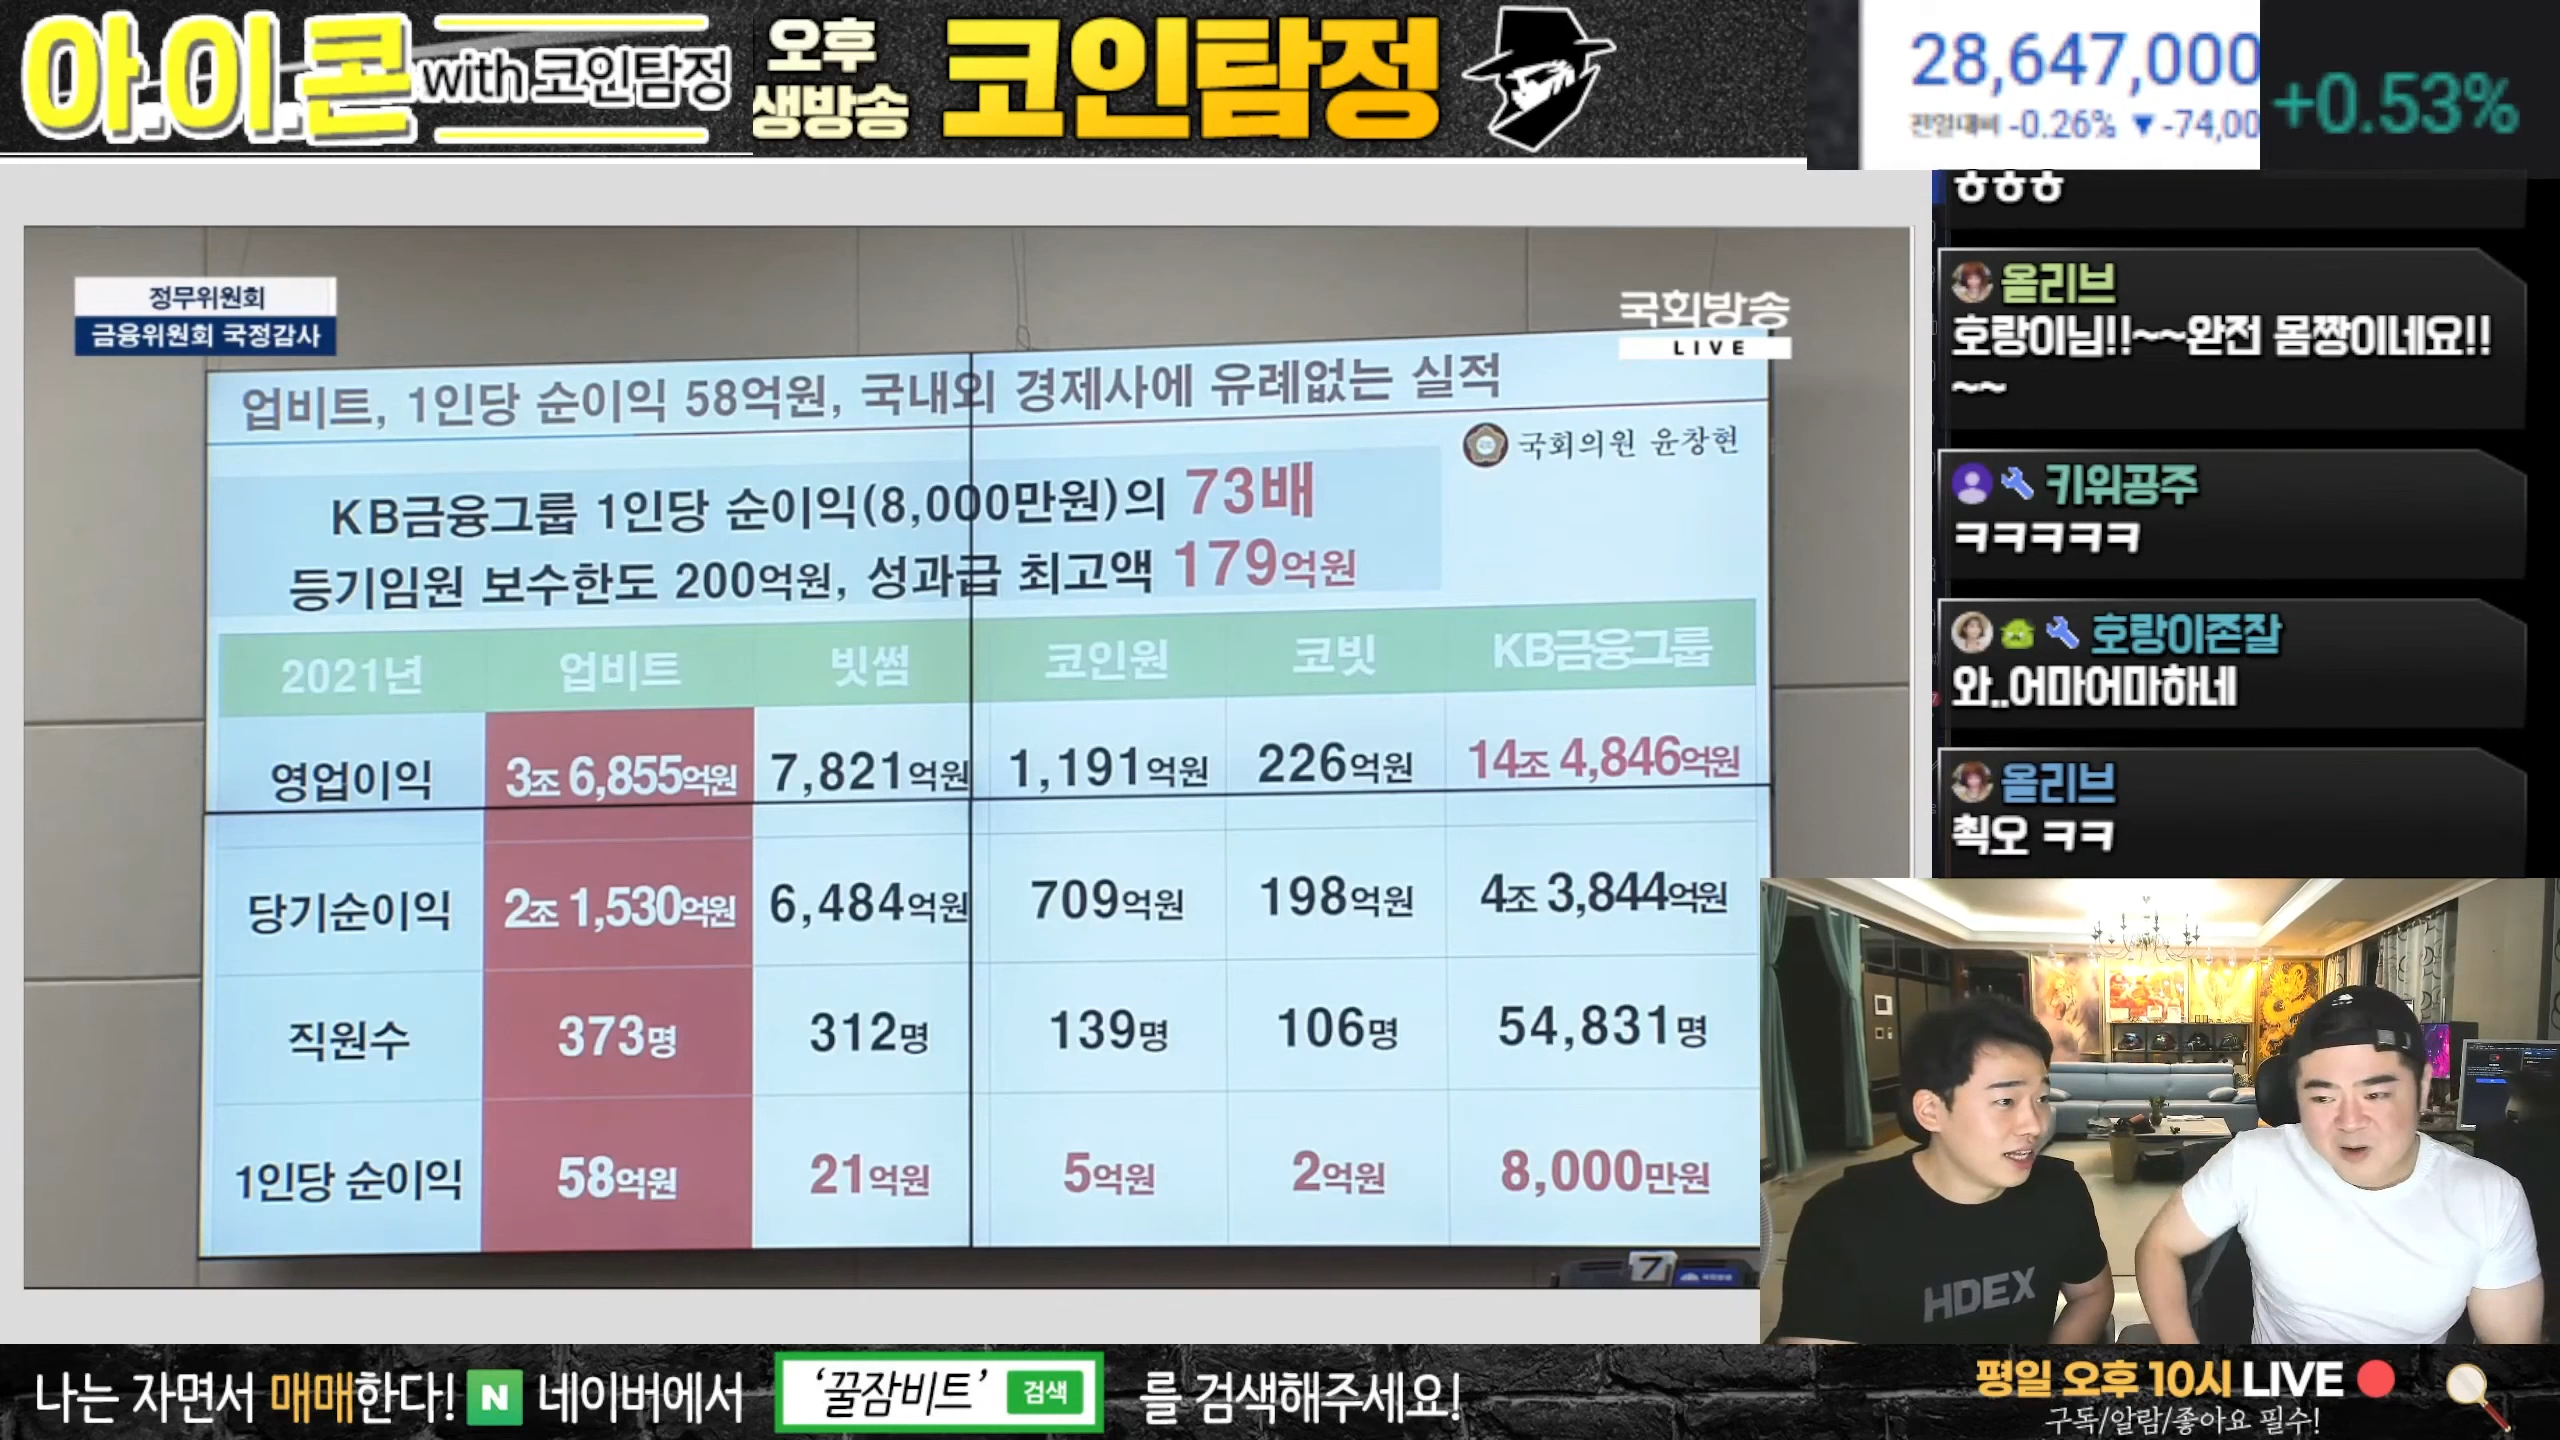 아이콘 with 코인탐정
오후
생방송
코인탐정
28,647,000
전일대비 -0.26% ▼ -74,00
+0.53%
ㅎㅎㅎ
올리브
호랑이님!!~~완전 몸짱이네요!!
~~
키위공주
ㅋㅋㅋㅋㅋ
호랑이존잘
와..어마어마하네
올리브
쵝오 ㅋㅋ
정무위원회
금융위원회 국정감사
국회방송
LIVE
업비트, 1인당 순이익 58억원, 국내외 경제사에 유례없는 실적
국회의원 윤창현
KB금융그룹 1인당 순이익(8,000만원)의 73배
등기임원 보수한도 200억원, 성과급 최고액 179억원
2021년 업비트 빗썸 코인원 코빗 KB금융그룹
영업이익 3조 6,855억원 7,821억원 1,191억원 226억원 14조 4,846억원
당기순이익 2조 1,530억원 6,484억원 709억원 198억원 4조 3,844억원
직원수 373명 312명 139명 106명 54,831명
1인당 순이익 58억원 21억원 5억원 2억원 8,000만원
7
HDEX
나는 자면서 매매한다! N 네이버에서 '꿀잠비트' 검색 를 검색해주세요!
평일 오후 10시 LIVE
구독/알람/좋아요 필수!